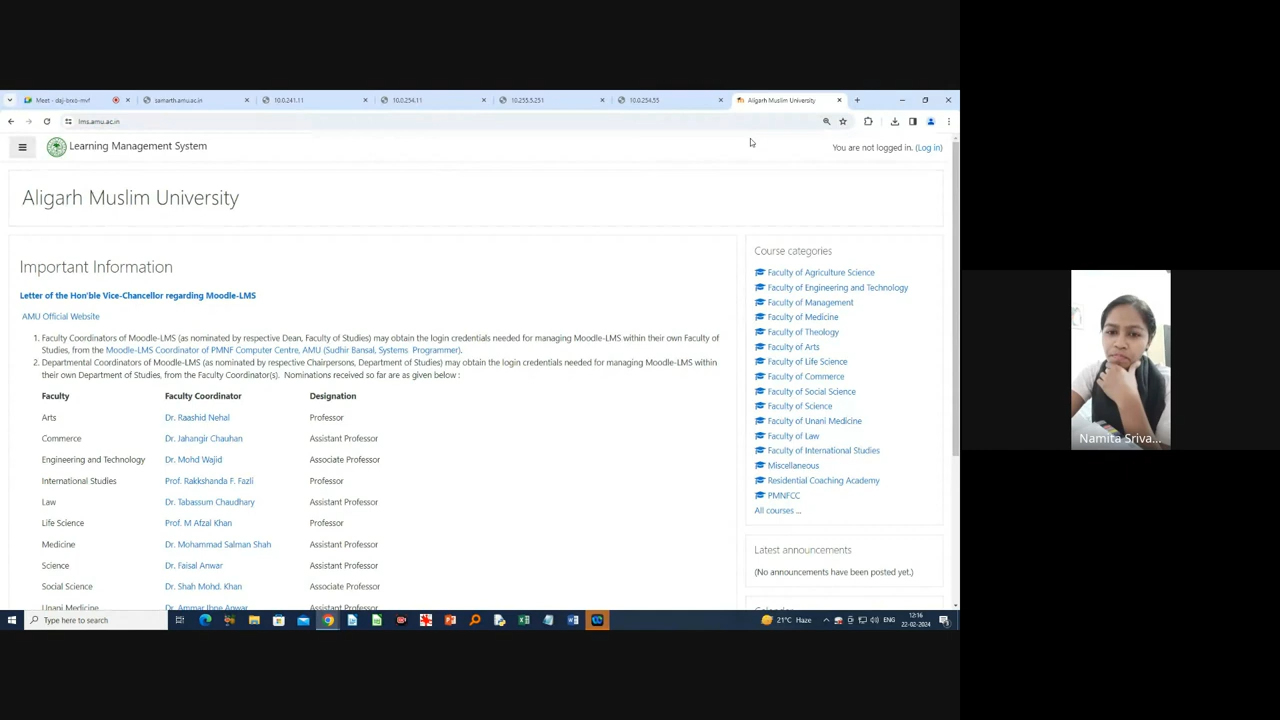 Meet - daj-brxb-mvf
samarth.amu.ac.in
10.0.241.11
10.0.254.11
10.255.5.251
10.0.254.55
Aligarh Muslim University
lms.amu.ac.in
Learning Management System
You are not logged in. (Log in)
Aligarh Muslim University
Important Information
Letter of the Hon'ble Vice-Chancellor regarding Moodle-LMS
AMU Official Website
1. Faculty Coordinators of Moodle-LMS (as nominated by respective Dean, Faculty of Studies) may obtain the login credentials needed for managing Moodle-LMS within their own Faculty of
Studies, from the Moodle-LMS Coordinator of PMNF Computer Centre, AMU (Sudhir Bansal, Systems Programmer).
2. Departmental Coordinators of Moodle-LMS (as nominated by respective Chairpersons, Department of Studies) may obtain the login credentials needed for managing Moodle-LMS within
their own Department of Studies, from the Faculty Coordinator(s). Nominations received so far are as given below :
Faculty Faculty Coordinator Designation
Arts Dr. Raashid Nehal Professor
Commerce Dr. Jahangir Chauhan Assistant Professor
Engineering and Technology Dr. Mohd Wajid Associate Professor
International Studies Prof. Rakkshanda F. Fazli Professor
Law Dr. Tabassum Chaudhary Assistant Professor
Life Science Prof. M Afzal Khan Professor
Medicine Dr. Mohammad Salman Shah Assistant Professor
Science Dr. Faisal Anwar Assistant Professor
Social Science Dr. Shah Mohd. Khan Associate Professor
Unani Medicine Dr. Ammar Ibne Anwar Assistant Professor
Course categories
Faculty of Agriculture Science
Faculty of Engineering and Technology
Faculty of Management
Faculty of Medicine
Faculty of Theology
Faculty of Arts
Faculty of Life Science
Faculty of Commerce
Faculty of Social Science
Faculty of Science
Faculty of Unani Medicine
Faculty of Law
Faculty of International Studies
Miscellaneous
Residential Coaching Academy
PMNFCC
All courses ...
Latest announcements
(No announcements have been posted yet.)
Calendar
Namita Sriva...
Type here to search
21°C Haze
ENG
12:16
22-02-2024